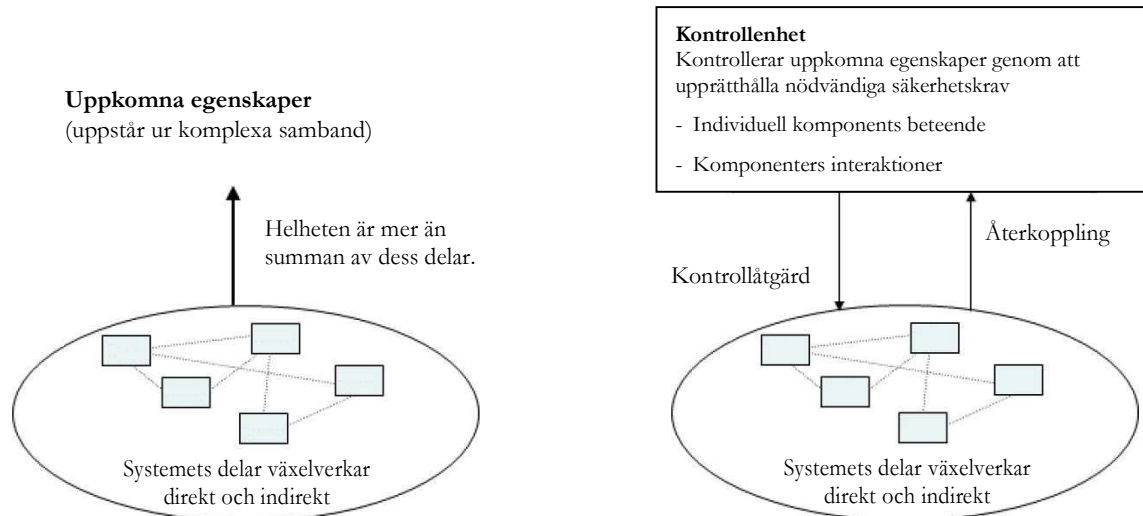 Uppkomna egenskaper
(uppstår ur komplexa samband)
Helheten är mer än
summan av dess delar.
Systemets delar växelverkar
direkt och indirekt
Kontrollenhet
Kontrollerar uppkomna egenskaper genom att
upprätthålla nödvändiga säkerhetskrav
- Individuell komponents beteende
- Komponenters interaktioner
Återkoppling
Kontrollåtgärd
Systemets delar växelverkar
direkt och indirekt